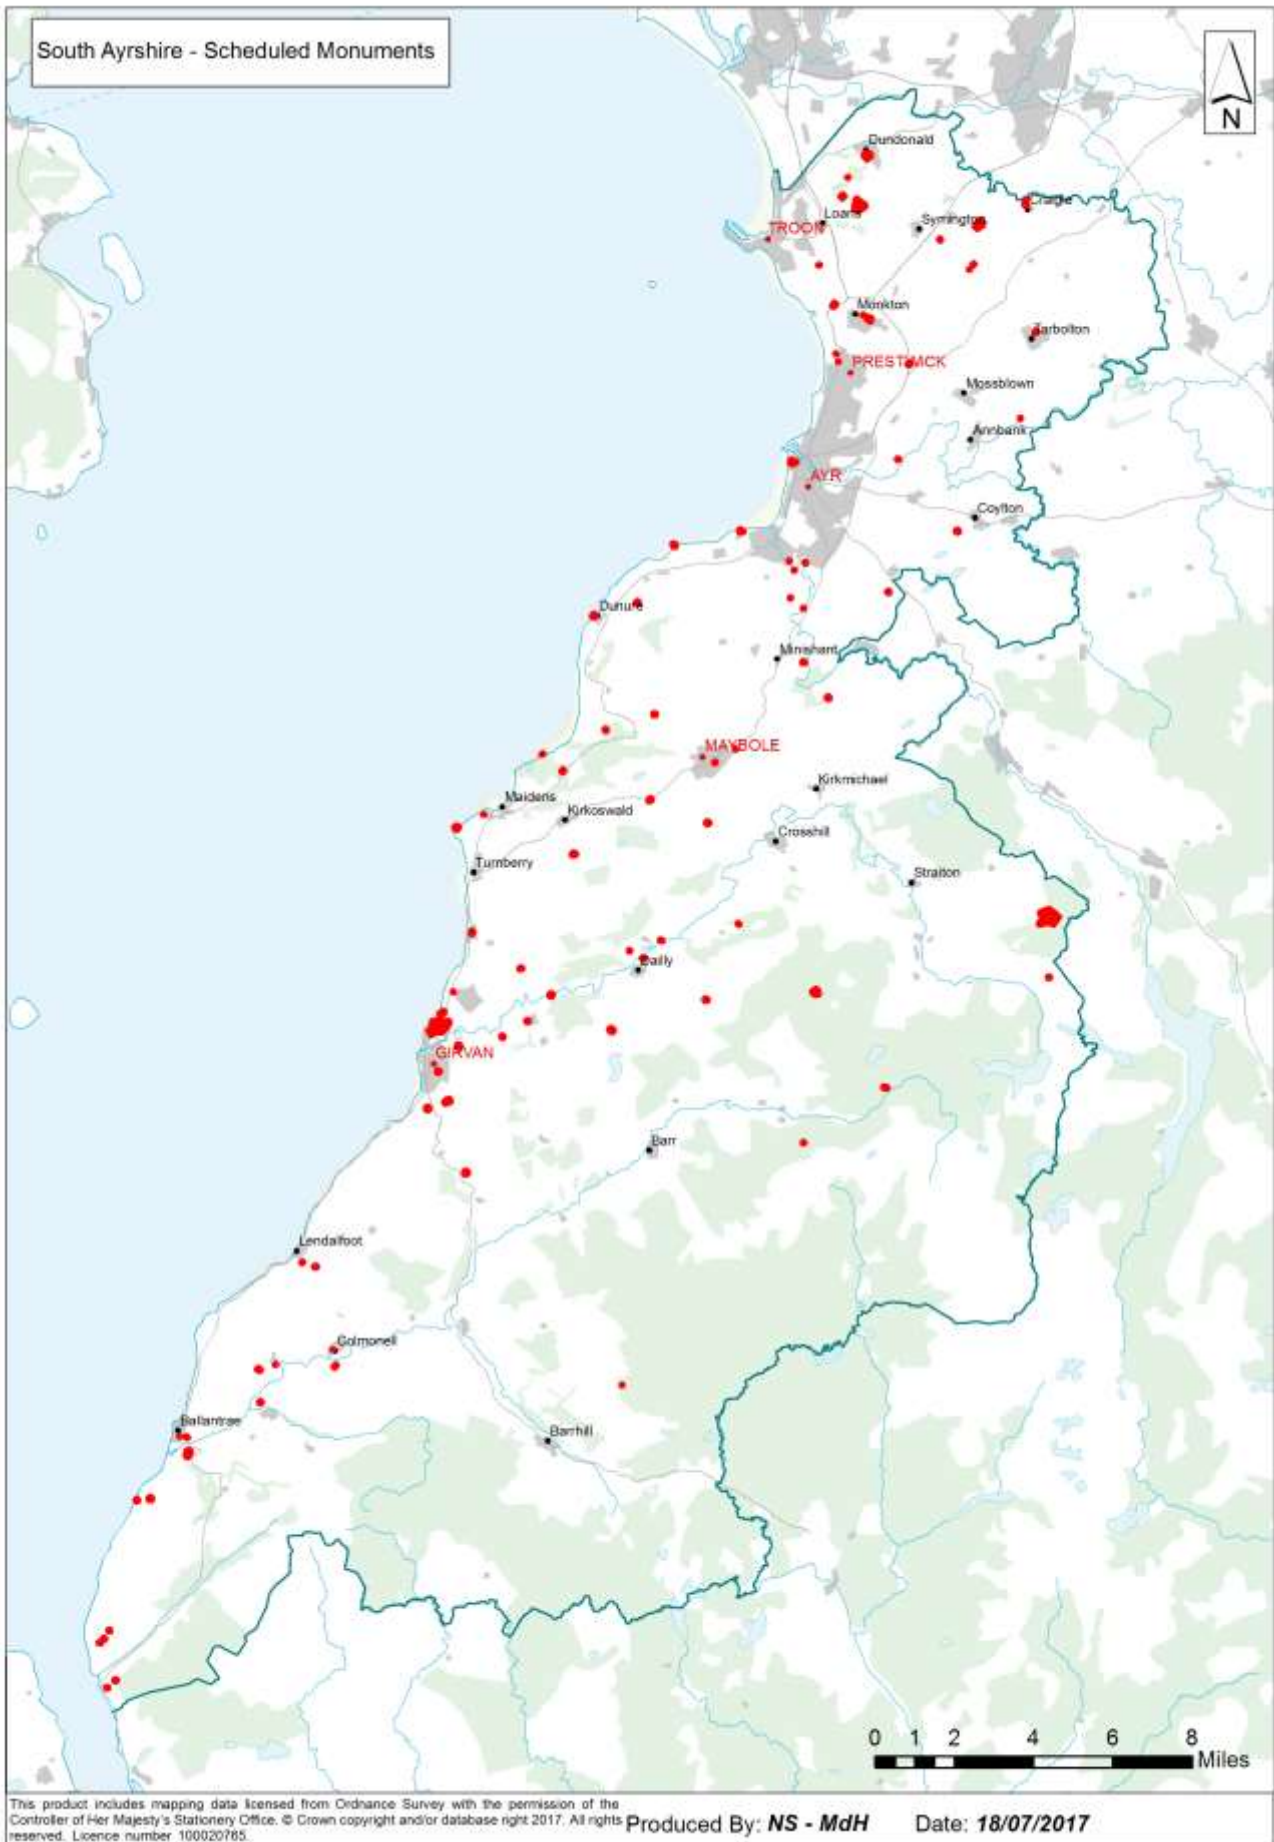 South Ayrshire - Scheduled Monuments
N
Dundonald
Craigie
Loans
Symington
TROON
Monkton
Tarbolton
PRESTWICK
Mossblown
Annbank
AYR
Coylton
Dunure
Minishant
MAYBOLE
Kirkmichael
Maidens
Kirkoswald
Crosshill
Turnberry
Straiton
Dailly
GIRVAN
Barr
Lendalfoot
Colmonell
Ballantrae
Barrhill
0 1 2 4 6 8
Miles
This product includes mapping data licensed from Ordnance Survey with the permission of the
Controller of Her Majesty's Stationery Office. © Crown copyright and/or database right 2017. All rights
reserved. Licence number 100020765.
Produced By: NS - MdH Date: 18/07/2017